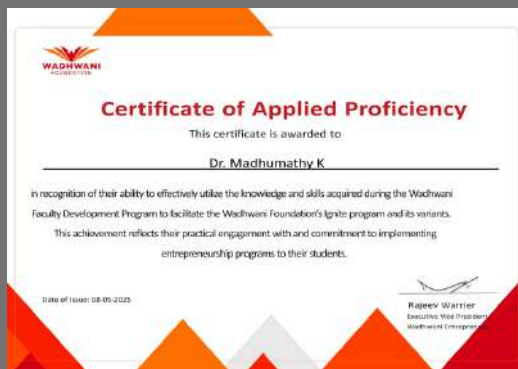 WADHWANI
FOUNDATION
Certificate of Applied Proficiency
This certificate is awarded to
Dr. Madhumathy K
in recognition of their ability to effectively utilize the knowledge and skills acquired during the Wadhwani
Faculty Development Program to facilitate the Wadhwani Foundation's Ignite program and its variants.
This achievement reflects their practical engagement with and commitment to implementing
entrepreneurship programs to their students.
Date of Issue: 08-05-2025
Rajeev Warrier
Executive Vice President
Wadhwani